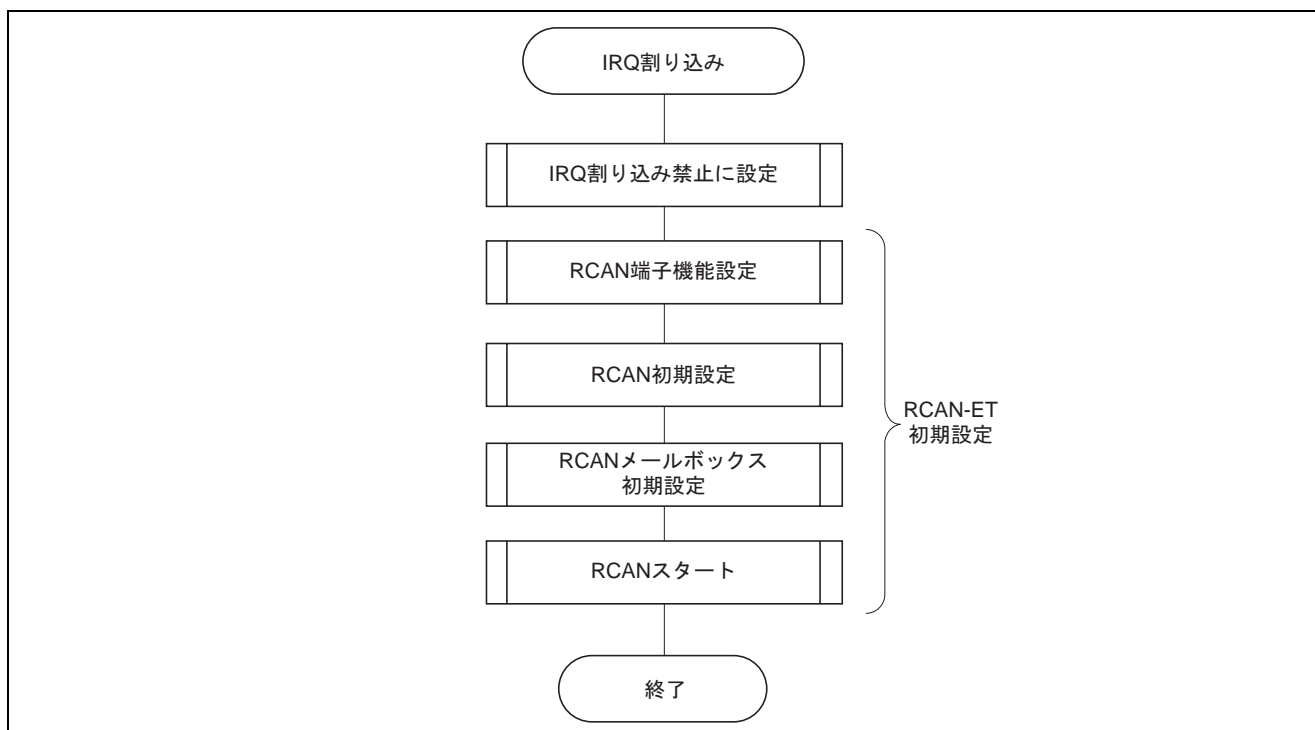 IRQ割り込み
IRQ割り込み禁止に設定
RCAN端子機能設定
RCAN初期設定
RCAN-ET
初期設定
RCANメールボックス
初期設定
RCANスタート
終了